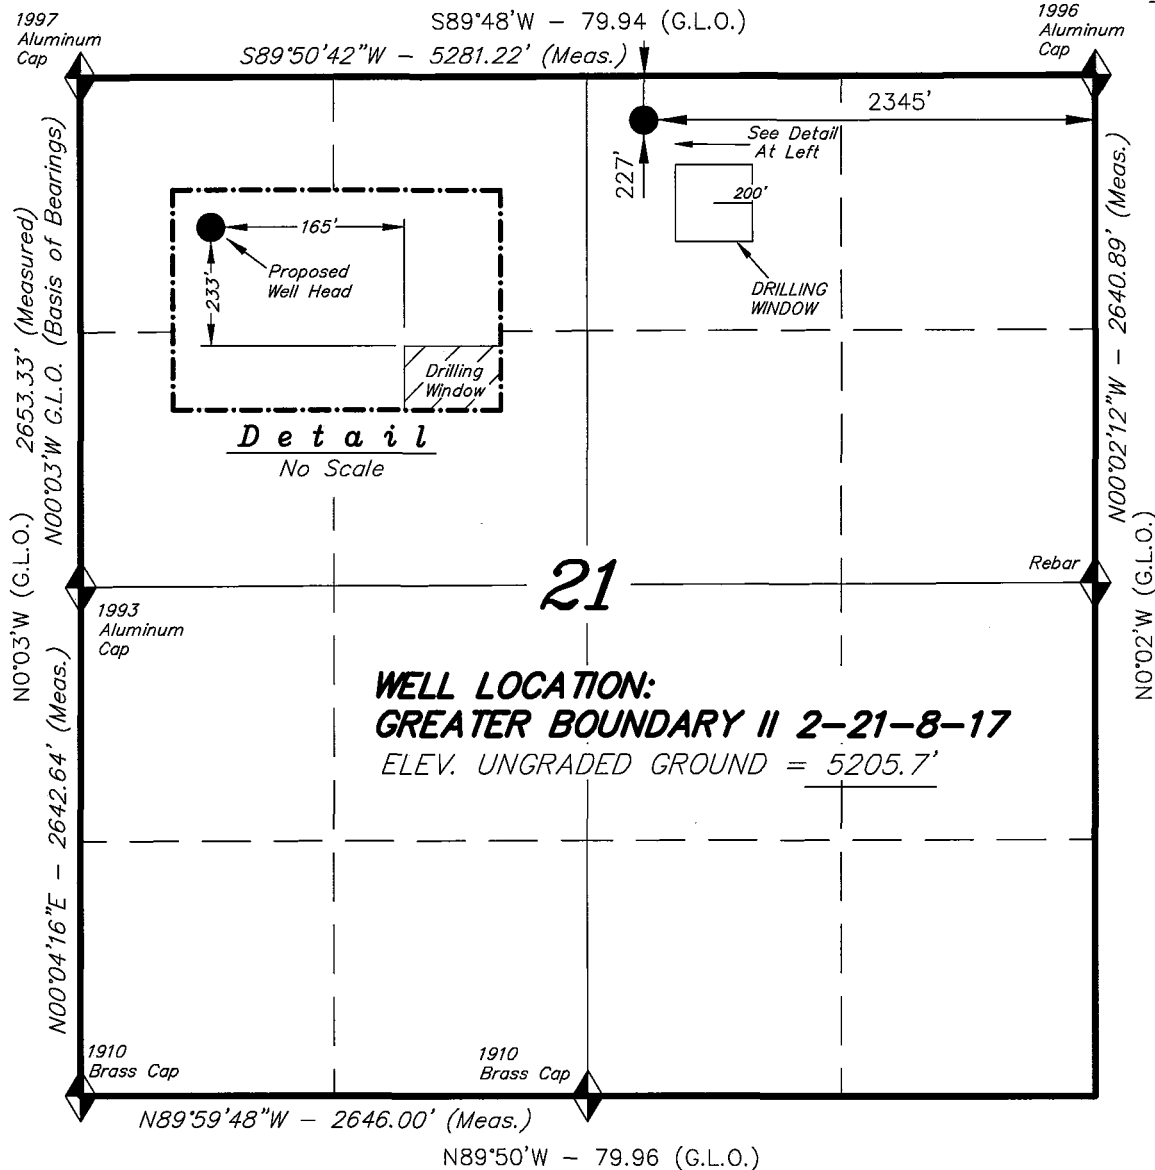 1997
Aluminum
Cap
S89°48'W – 79.94 (G.L.O.)
S89°50'42"W – 5281.22' (Meas.)
1996
Aluminum
Cap
2345'
227'
See Detail
At Left
200'
DRILLING
WINDOW
165'
233'
Proposed
Well Head
Drilling
Window
Detail
No Scale
2653.33' (Measured)
N00°03'W G.L.O. (Basis of Bearings)
N0°03'W (G.L.O.)
N00°02'12"W – 2640.89' (Meas.)
N0°02'W (G.L.O.)
Rebar
21
1993
Aluminum
Cap
WELL LOCATION:
GREATER BOUNDARY II 2–21–8–17
ELEV. UNGRADED GROUND = 5205.7'
N00°04'16"E – 2642.64' (Meas.)
1910
Brass Cap
1910
Brass Cap
N89°59'48"W – 2646.00' (Meas.)
N89°50'W – 79.96 (G.L.O.)